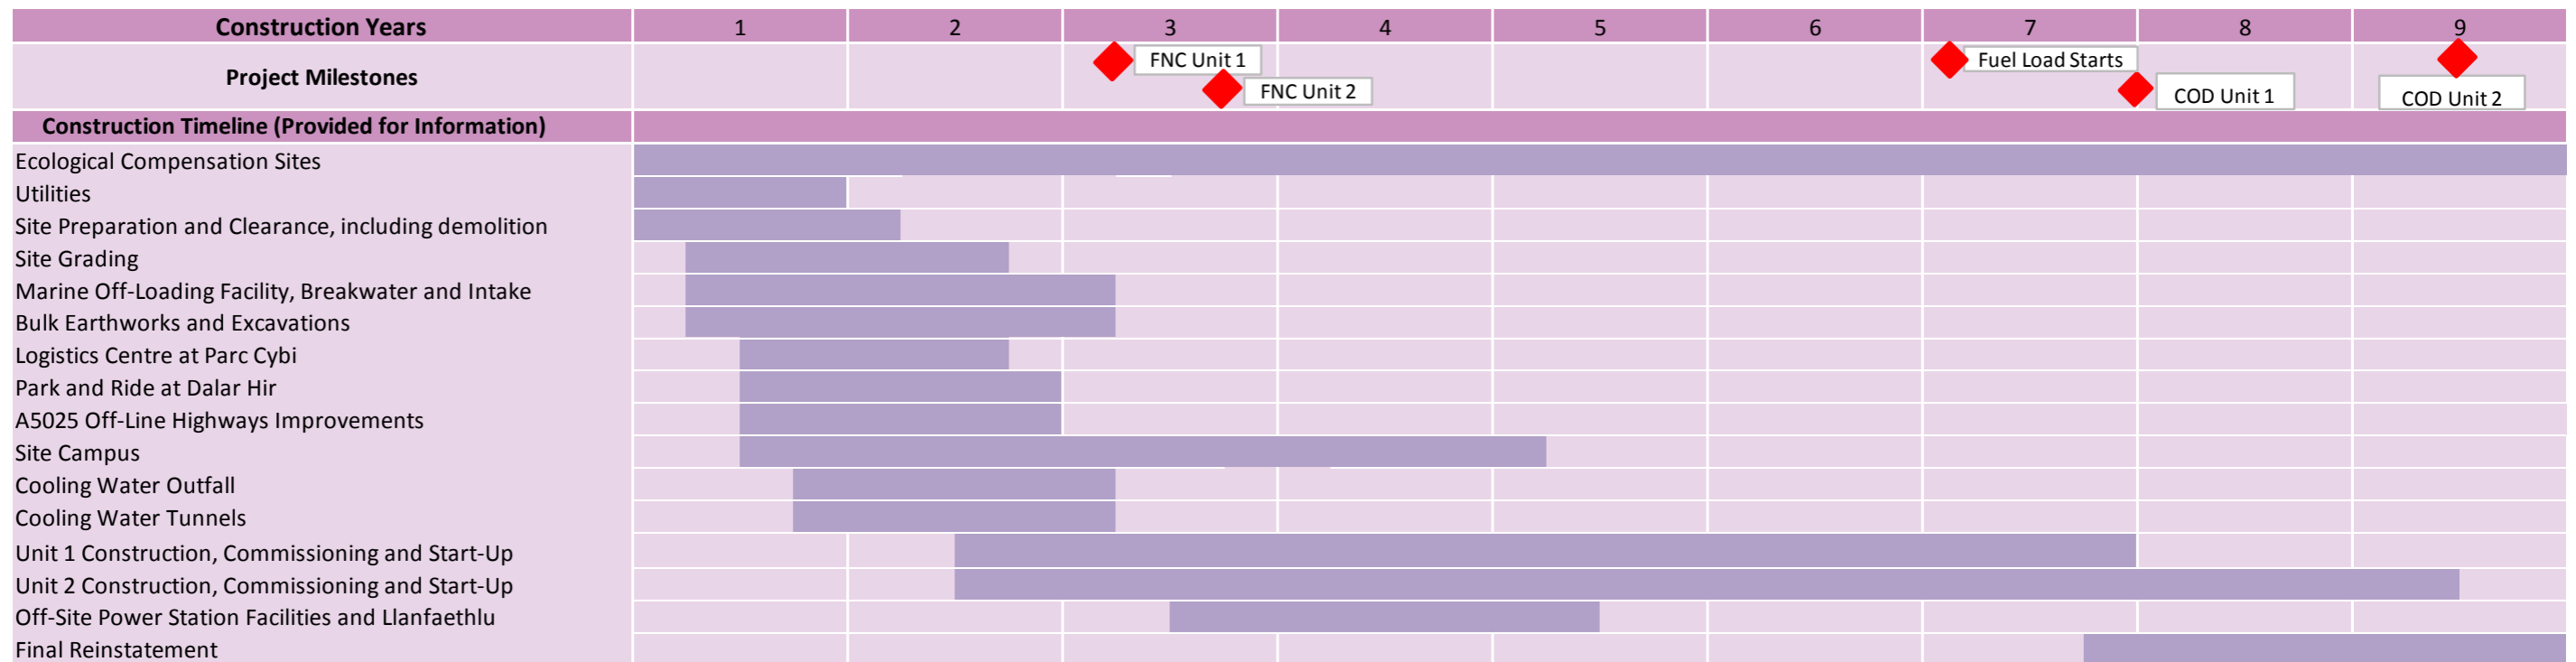 Construction Years 1 2 3 4 5 6 7 8 9
Project Milestones
FNC Unit 1
FNC Unit 2
Fuel Load Starts
COD Unit 1
COD Unit 2
Construction Timeline (Provided for Information)
Ecological Compensation Sites
Utilities
Site Preparation and Clearance, including demolition
Site Grading
Marine Off-Loading Facility, Breakwater and Intake
Bulk Earthworks and Excavations
Logistics Centre at Parc Cybi
Park and Ride at Dalar Hir
A5025 Off-Line Highways Improvements
Site Campus
Cooling Water Outfall
Cooling Water Tunnels
Unit 1 Construction, Commissioning and Start-Up
Unit 2 Construction, Commissioning and Start-Up
Off-Site Power Station Facilities and Llanfaethlu
Final Reinstatement